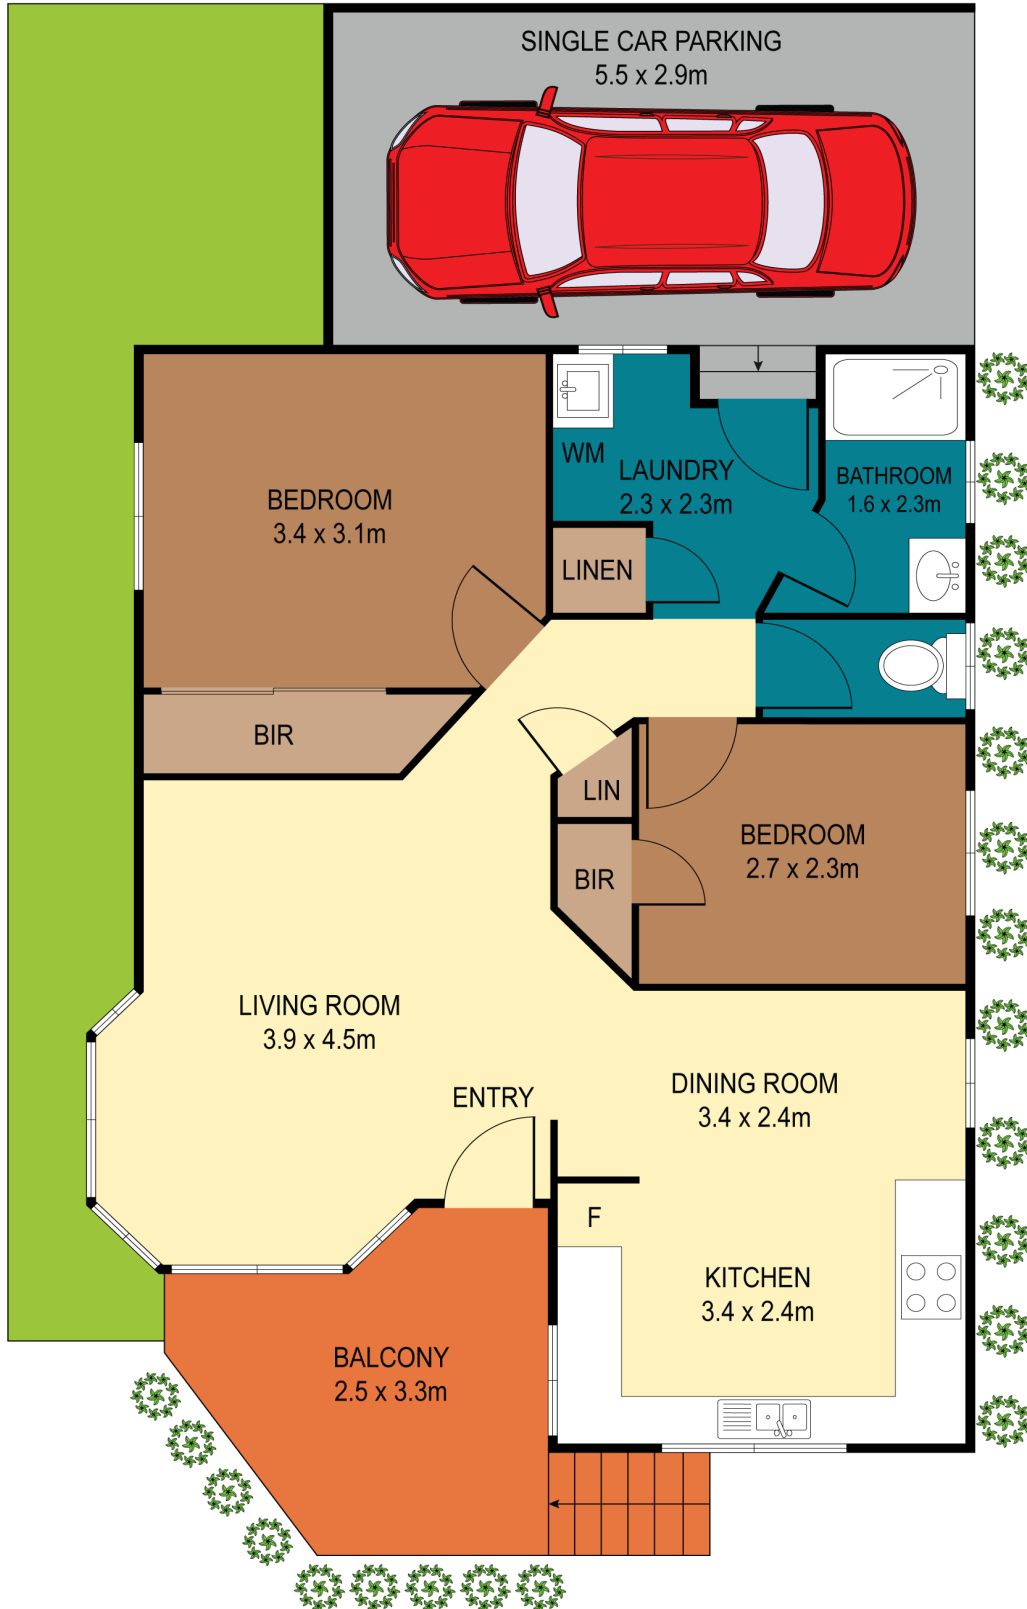 SINGLE CAR PARKING
5.5 x 2.9m
BEDROOM
3.4 x 3.1m
WM
LAUNDRY
2.3 x 2.3m
BATHROOM
1.6 x 2.3m
LINEN
BIR
LIN
BIR
BEDROOM
2.7 x 2.3m
LIVING ROOM
3.9 x 4.5m
ENTRY
DINING ROOM
3.4 x 2.4m
F
KITCHEN
3.4 x 2.4m
BALCONY
2.5 x 3.3m